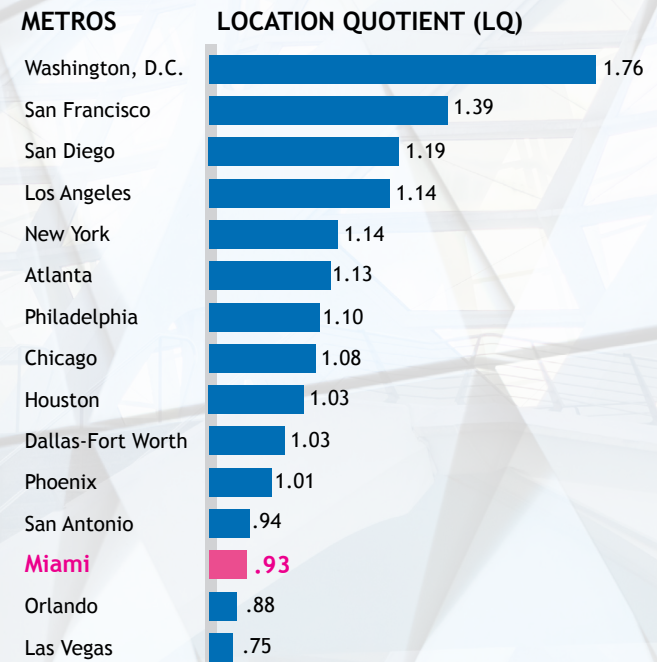 METROS LOCATION QUOTIENT (LQ)
Washington, D.C. 1.76
San Francisco 1.39
San Diego 1.19
Los Angeles 1.14
New York 1.14
Atlanta 1.13
Philadelphia 1.10
Chicago 1.08
Houston 1.03
Dallas-Fort Worth 1.03
Phoenix 1.01
San Antonio .94
Miami .93
Orlando .88
Las Vegas .75